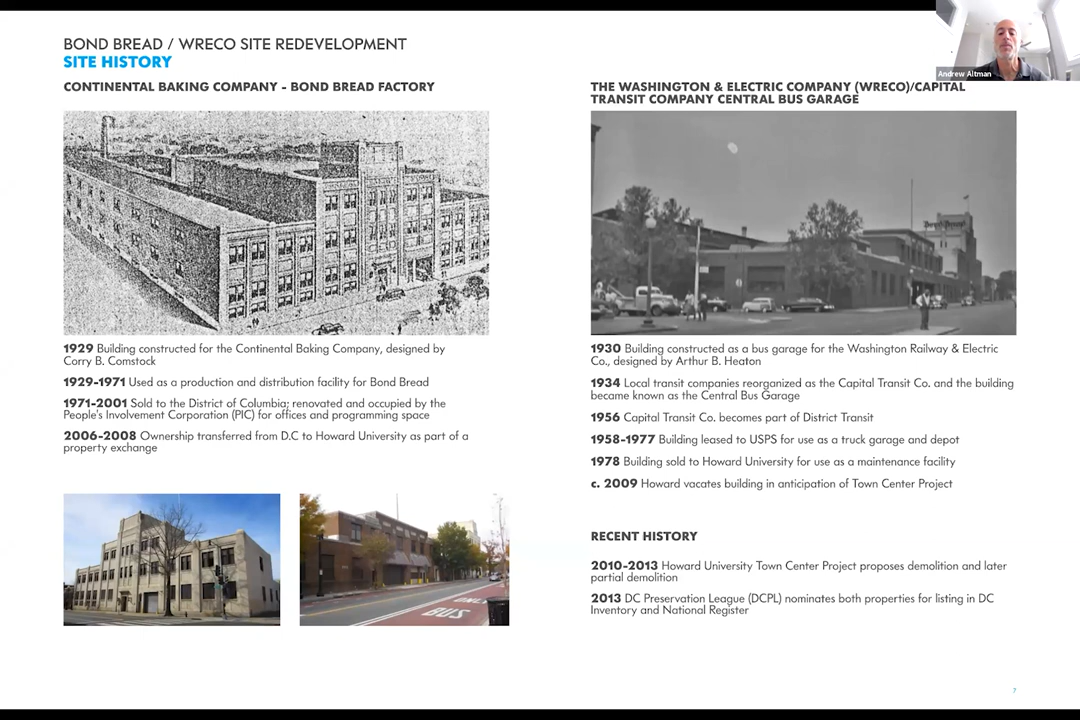 BOND BREAD / WRECO SITE REDEVELOPMENT
SITE HISTORY
CONTINENTAL BAKING COMPANY - BOND BREAD FACTORY
1929 Building constructed for the Continental Baking Company, designed by
Corry B. Comstock
1929-1971 Used as a production and distribution facility for Bond Bread
1971-2001 Sold to the District of Columbia; renovated and occupied by the
People's Involvement Corporation (PIC) for offices and programming space
2006-2008 Ownership transferred from D.C to Howard University as part of a
property exchange
ONLY
BUS
Andrew Altman
THE WASHINGTON & ELECTRIC COMPANY (WRECO)/CAPITAL
TRANSIT COMPANY CENTRAL BUS GARAGE
1930 Building constructed as a bus garage for the Washington Railway & Electric
Co., designed by Arthur B. Heaton
1934 Local transit companies reorganized as the Capital Transit Co. and the building
became known as the Central Bus Garage
1956 Capital Transit Co. becomes part of District Transit
1958-1977 Building leased to USPS for use as a truck garage and depot
1978 Building sold to Howard University for use as a maintenance facility
c. 2009 Howard vacates building in anticipation of Town Center Project
RECENT HISTORY
2010-2013 Howard University Town Center Project proposes demolition and later
partial demolition
2013 DC Preservation League (DCPL) nominates both properties for listing in DC
Inventory and National Register
7